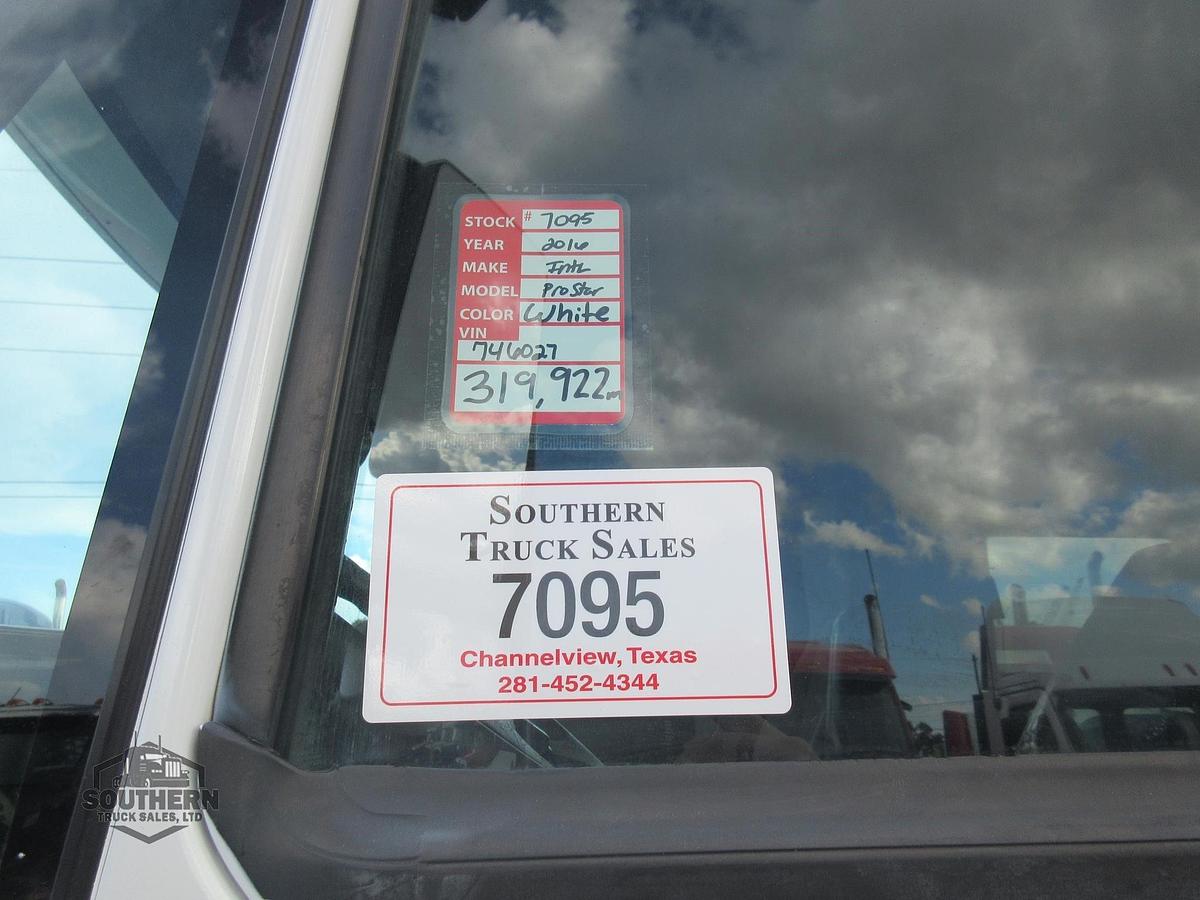 STOCK # 7095
YEAR 2016
MAKE Intl
MODEL ProStar
COLOR White
VIN
746027
319,922m
SOUTHERN
TRUCK SALES
7095
Channelview, Texas
281-452-4344
SOUTHERN
TRUCK SALES, LTD